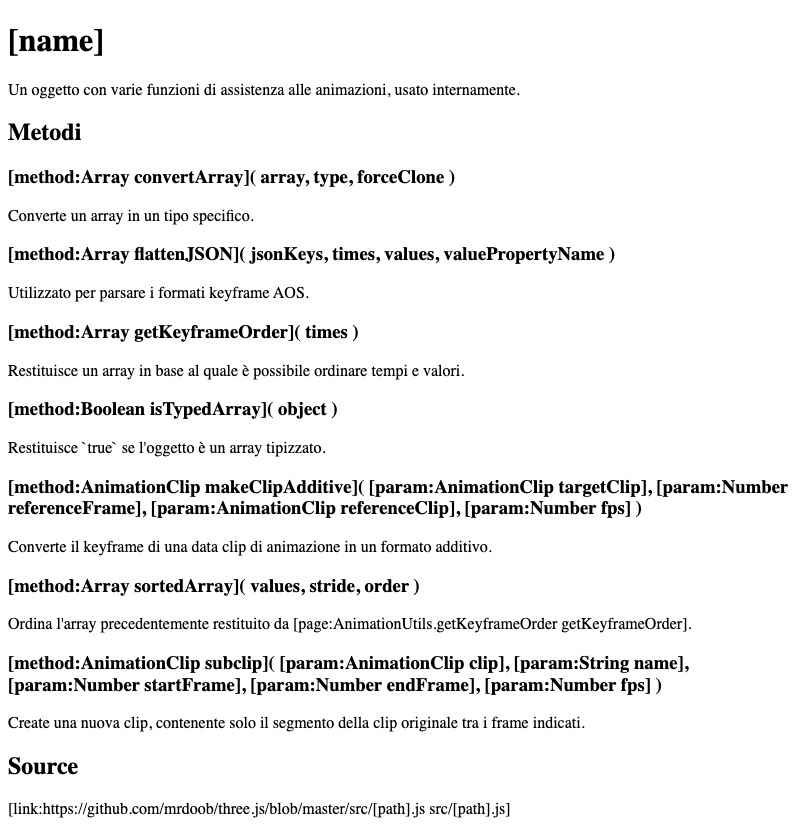 [name]
Un oggetto con varie funzioni di assistenza alle animazioni, usato internamente.
Metodi
[method:Array convertArray]( array, type, forceClone )
Converte un array in un tipo specifico.
[method:Array flattenJSON]( jsonKeys, times, values, valuePropertyName )
Utilizzato per parsare i formati keyframe AOS.
[method:Array getKeyframeOrder]( times )
Restituisce un array in base al quale è possibile ordinare tempi e valori.
[method:Boolean isTypedArray]( object )
Restituisce `true` se l'oggetto è un array tipizzato.
[method:AnimationClip makeClipAdditive]( [param:AnimationClip targetClip], [param:Number
referenceFrame], [param:AnimationClip referenceClip], [param:Number fps] )
Converte il keyframe di una data clip di animazione in un formato additivo.
[method:Array sortedArray]( values, stride, order )
Ordina l'array precedentemente restituito da [page:AnimationUtils.getKeyframeOrder getKeyframeOrder].
[method:AnimationClip subclip]( [param:AnimationClip clip], [param:String name],
[param:Number startFrame], [param:Number endFrame], [param:Number fps] )
Create una nuova clip, contenente solo il segmento della clip originale tra i frame indicati.
Source
[link:https://github.com/mrdoob/three.js/blob/master/src/[path].js src/[path].js]